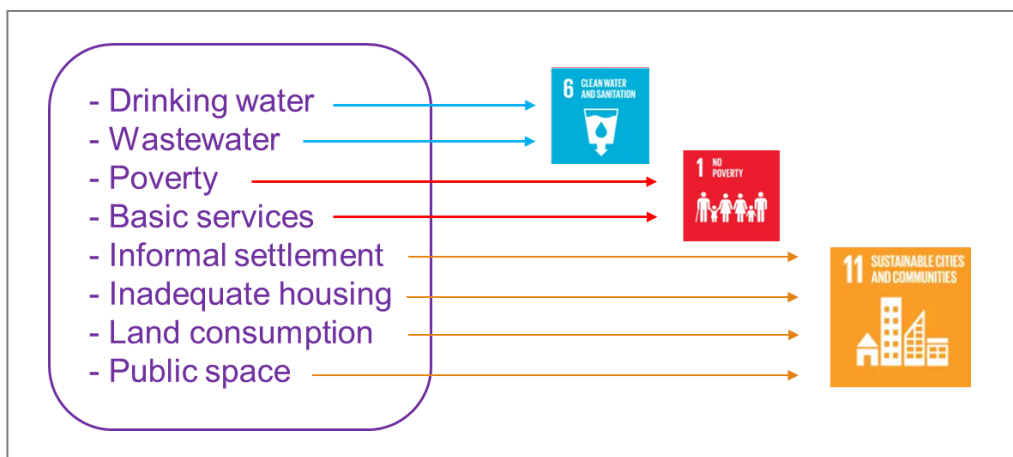 - Drinking water
- Wastewater
- Poverty
- Basic services
- Informal settlement
- Inadequate housing
- Land consumption
- Public space
6 CLEAN WATER
AND SANITATION
1 NO
POVERTY
11 SUSTAINABLE CITIES
AND COMMUNITIES